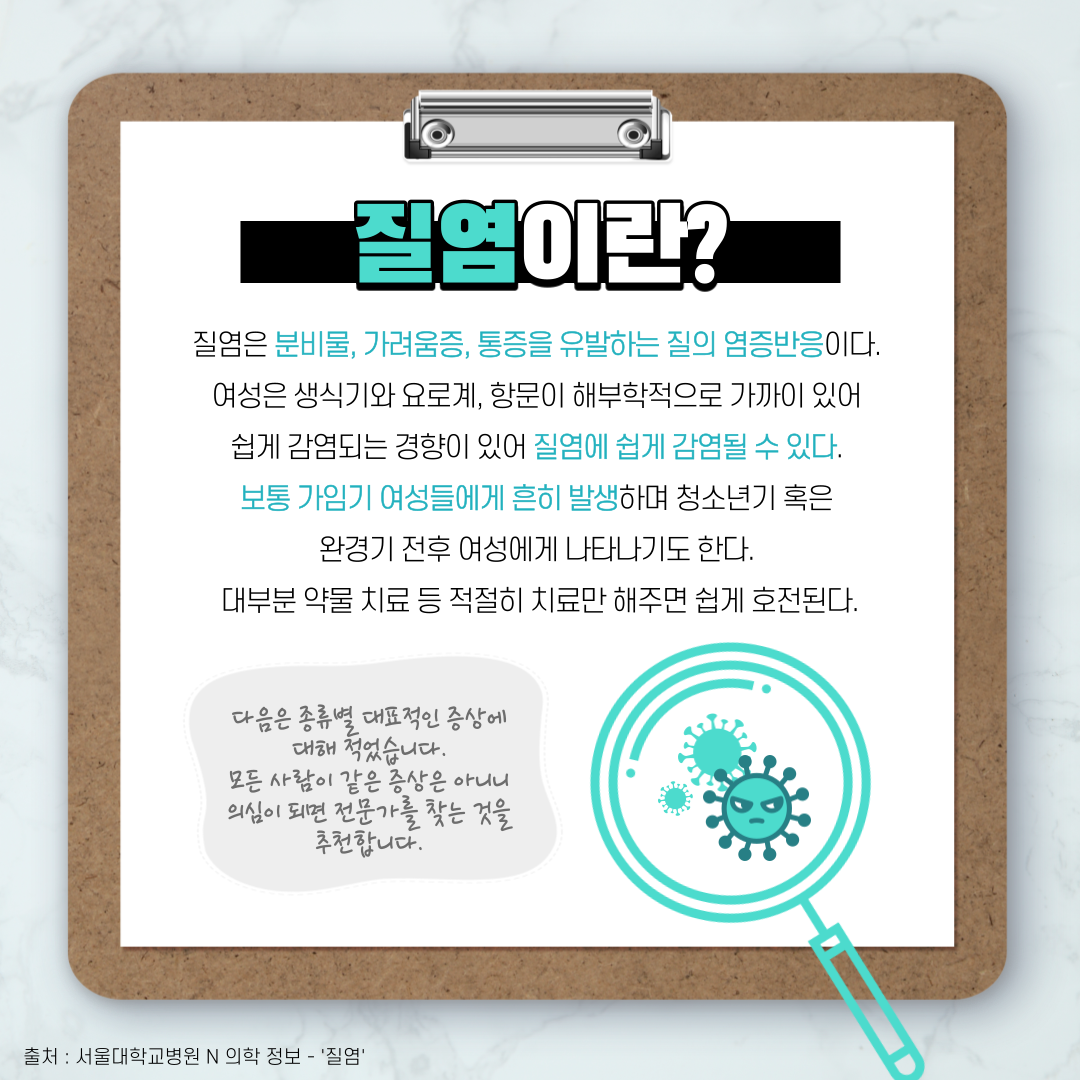 질염이란?
질염은 분비물, 가려움증, 통증을 유발하는 질의 염증반응이다.
여성은 생식기와 요로계, 항문이 해부학적으로 가까이 있어
쉽게 감염되는 경향이 있어 질염에 쉽게 감염될 수 있다.
보통 가임기 여성들에게 흔히 발생하며 청소년기 혹은
완경기 전후 여성에게 나타나기도 한다.
대부분 약물 치료 등 적절히 치료만 해주면 쉽게 호전된다.
다음은 종류별 대표적인 증상에
대해 적었습니다.
모든 사람이 같은 증상은 아니니
의심이 되면 전문가를 찾는 것을
추천합니다.
출처 : 서울대학교병원 N 의학 정보 - '질염'